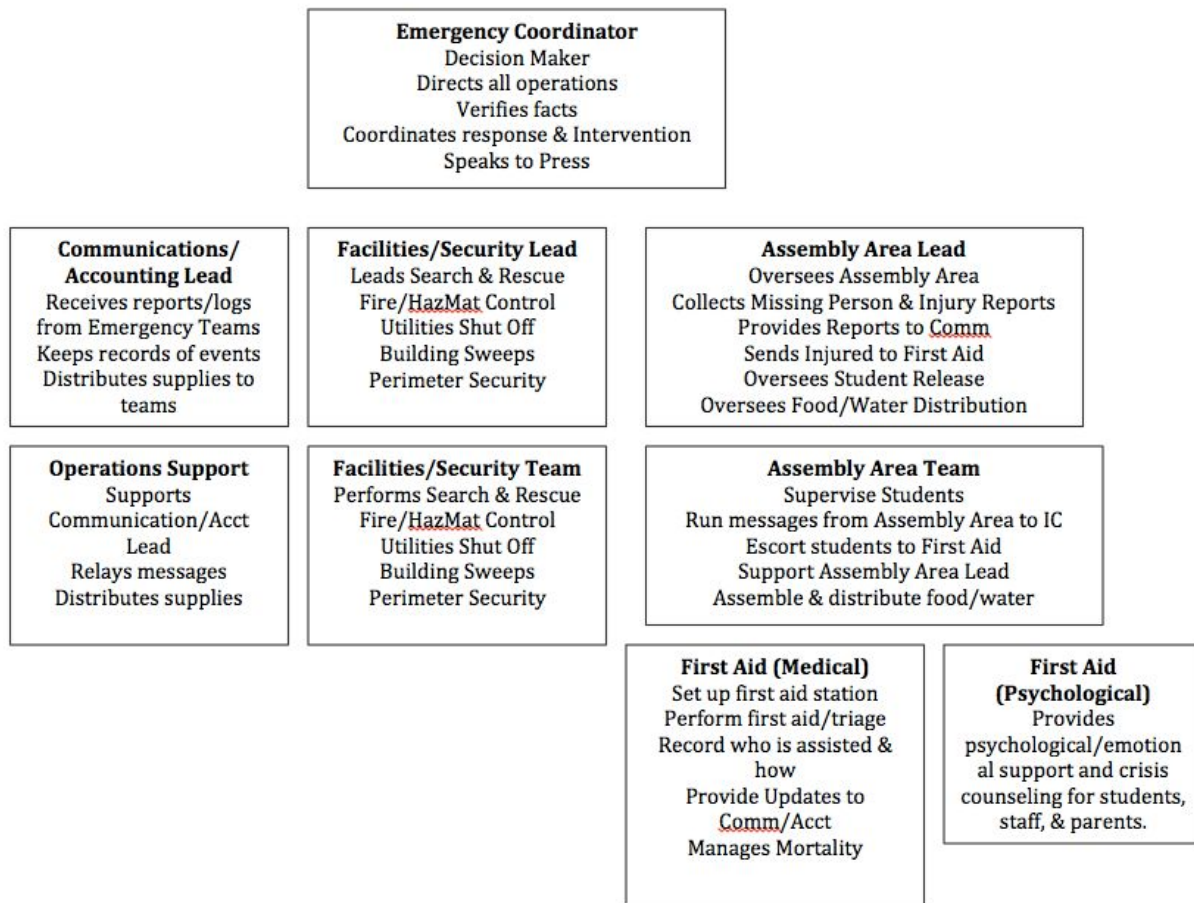 Emergency Coordinator
Decision Maker
Directs all operations
Verifies facts
Coordinates response & Intervention
Speaks to Press
Communications/
Accounting Lead
Receives reports/logs
from Emergency Teams
Keeps records of events
Distributes supplies to
teams
Facilities/Security Lead
Leads Search & Rescue
Fire/HazMat Control
Utilities Shut Off
Building Sweeps
Perimeter Security
Assembly Area Lead
Oversees Assembly Area
Collects Missing Person & Injury Reports
Provides Reports to Comm
Sends Injured to First Aid
Oversees Student Release
Oversees Food/Water Distribution
Operations Support
Supports
Communication/Acct
Lead
Relays messages
Distributes supplies
Facilities/Security Team
Performs Search & Rescue
Fire/HazMat Control
Utilities Shut Off
Building Sweeps
Perimeter Security
Assembly Area Team
Supervise Students
Run messages from Assembly Area to IC
Escort students to First Aid
Support Assembly Area Lead
Assemble & distribute food/water
First Aid (Medical)
Set up first aid station
Perform first aid/triage
Record who is assisted &
how
Provide Updates to
Comm/Acct
Manages Mortality
First Aid
(Psychological)
Provides
psychological/emotion
al support and crisis
counseling for students,
staff, & parents.